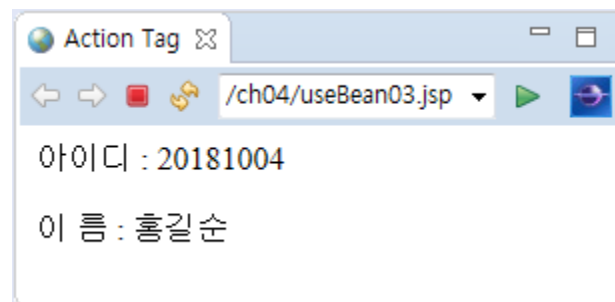 Action Tag
/ch04/useBean03.jsp
아이디 : 20181004
이 름 : 홍길순